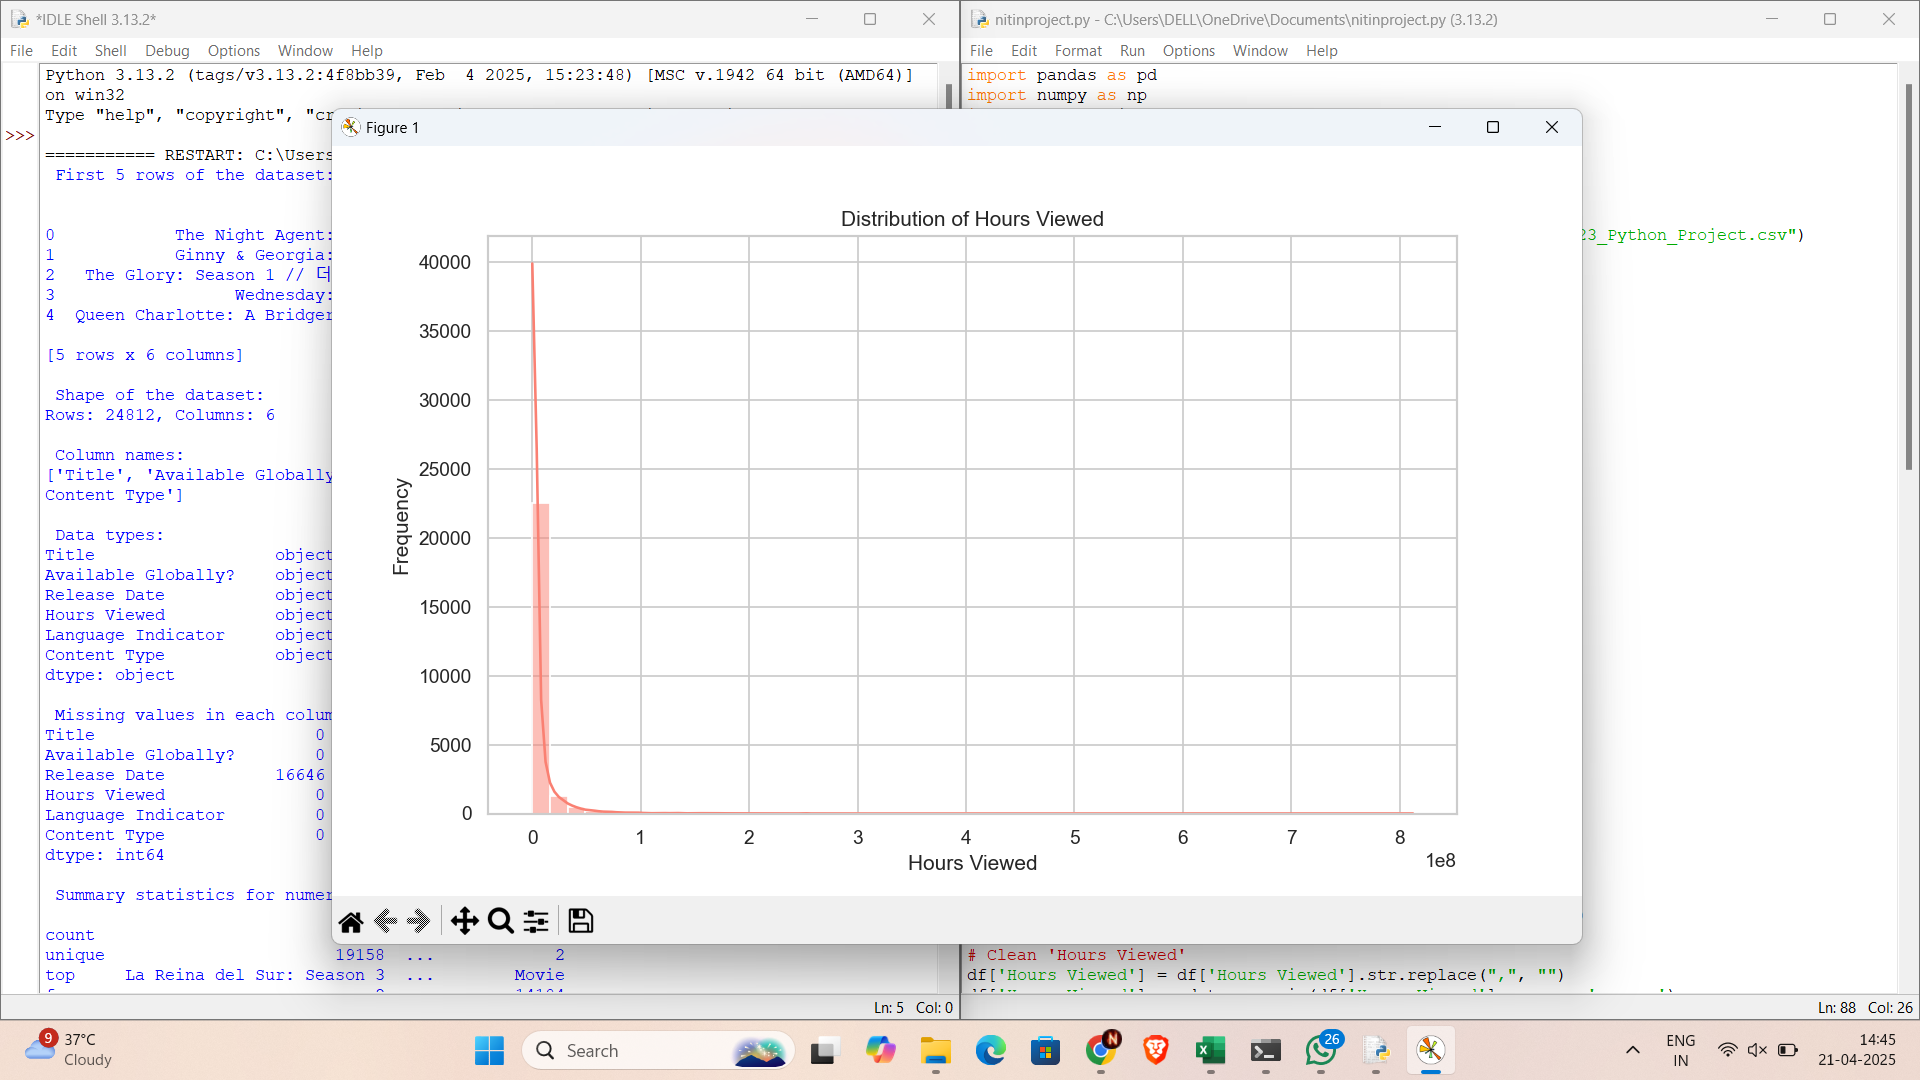 *IDLE Shell 3.13.2*
File Edit Shell Debug Options Window Help
Python 3.13.2 (tags/v3.13.2:4f8bb39, Feb  4 2025, 15:23:48) [MSC v.1942 64 bit (AMD64)]
on win32
Type "help", "copyright", "cr
>>>
=========== RESTART: C:\Users
First 5 rows of the dataset:
0 The Night Agent:
1 Ginny & Georgia:
2 The Glory: Season 1 // 더
3 Wednesday:
4 Queen Charlotte: A Bridger
[5 rows x 6 columns]
Shape of the dataset:
Rows: 24812, Columns: 6
Column names:
['Title', 'Available Globally
Content Type']
Data types:
Title object
Available Globally? object
Release Date object
Hours Viewed object
Language Indicator object
Content Type object
dtype: object
Missing values in each colum
Title 0
Available Globally? 0
Release Date 16646
Hours Viewed 0
Language Indicator 0
Content Type 0
dtype: int64
Summary statistics for numer
count
unique 19158 ... 2
top La Reina del Sur: Season 3 ... Movie
Ln: 5 Col: 0
nitinproject.py - C:\Users\DELL\OneDrive\Documents\nitinproject.py (3.13.2)
File Edit Format Run Options Window Help
import pandas as pd
import numpy as np
23_Python_Project.csv")
# Clean 'Hours Viewed'
df['Hours Viewed'] = df['Hours Viewed'].str.replace(",", "")
Ln: 88 Col: 26
Figure 1
Distribution of Hours Viewed
Frequency
40000
35000
30000
25000
20000
15000
10000
5000
0
0 1 2 3 4 5 6 7 8
1e8
Hours Viewed
9
37°C
Cloudy
Search
N
26
ENG
IN
14:45
21-04-2025